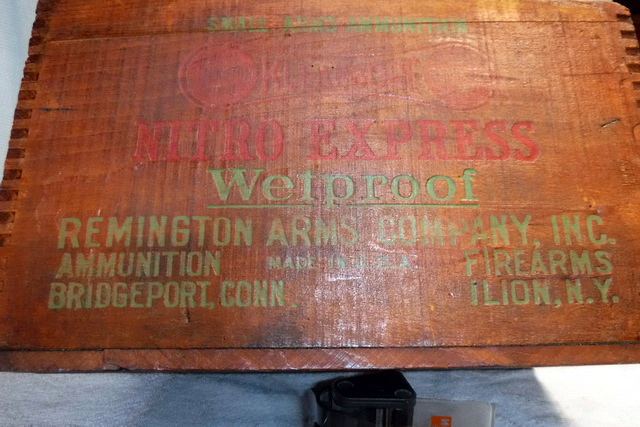 SMALL ARMS AMMUNITION
NITRO EXPRESS
Wetproof
REMINGTON ARMS COMPANY, INC.
AMMUNITION MADE IN U.S.A. FIREARMS
BRIDGEPORT, CONN. ILION, N.Y.